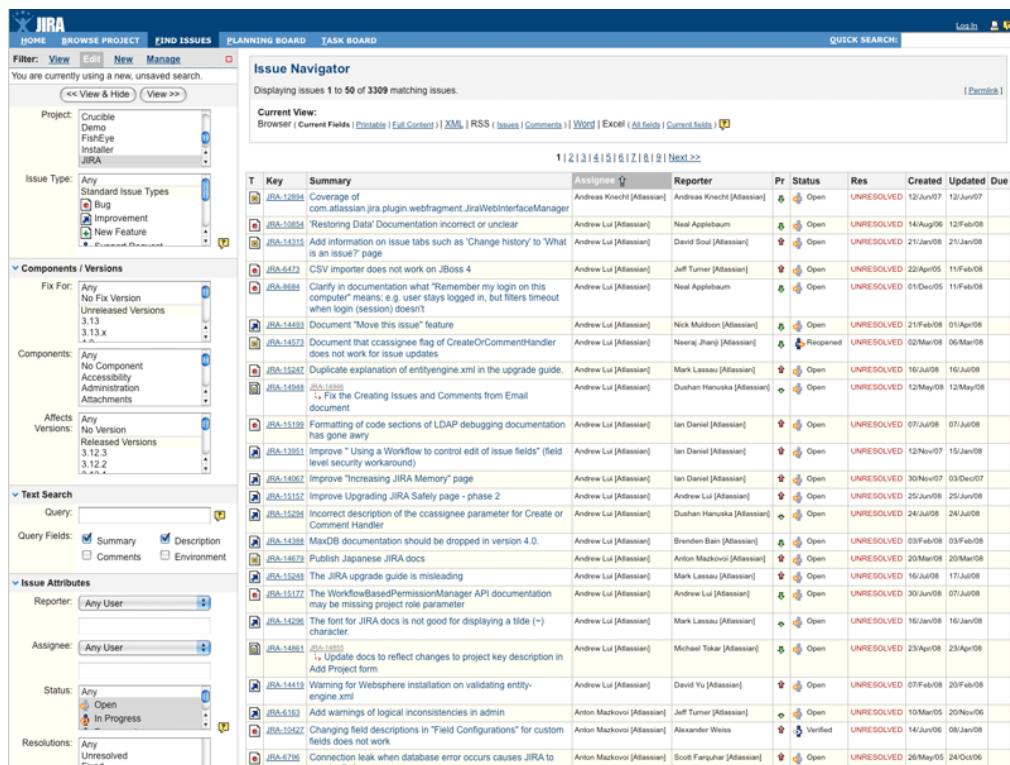 JIRA
Log In
HOME BROWSE PROJECT FIND ISSUES PLANNING BOARD TASK BOARD QUICK SEARCH:
Filter: View Edit New Manage
You are currently using a new, unsaved search.
<< View & Hide View >>
Project: Crucible
Demo
FishEye
Installer
JIRA
Issue Type: Any
Standard Issue Types
Bug
Improvement
New Feature
Components / Versions
Fix For: Any
No Fix Version
Unreleased Versions
3.13
3.13.x
Components: Any
No Component
Accessibility
Administration
Attachments
Affects Versions: Any
No Version
Released Versions
3.12.3
3.12.2
Text Search
Query:
Query Fields: Summary Description
Comments Environment
Issue Attributes
Reporter: Any User
Assignee: Any User
Status: Any
Open
In Progress
Resolutions: Any
Unresolved
Issue Navigator
Displaying issues 1 to 50 of 3309 matching issues.
[ Permlink ]
Current View:
Browser ( Current Fields | Printable | Full Content ) | XML | RSS ( Issues | Comments ) | Word | Excel ( All fields | Current fields )
1 | 2 | 3 | 4 | 5 | 6 | 7 | 8 | 9 | Next >>
T Key Summary Assignee Reporter Pr Status Res Created Updated Due
JRA-12894 Coverage of com.atlassian.jira.plugin.webfragment.JiraWebInterfaceManager Andreas Knecht [Atlassian] Andreas Knecht [Atlassian] Open UNRESOLVED 12/Jun/07 12/Jun/07
JRA-10854 'Restoring Data' Documentation incorrect or unclear Andrew Lui [Atlassian] Neal Applebaum Open UNRESOLVED 14/Aug/06 12/Feb/08
JRA-14315 Add information on issue tabs such as 'Change history' to 'What is an issue?' page Andrew Lui [Atlassian] David Soul [Atlassian] Open UNRESOLVED 21/Jan/08 21/Jan/08
JRA-6473 CSV importer does not work on JBoss 4 Andrew Lui [Atlassian] Jeff Turner [Atlassian] Open UNRESOLVED 22/Apr/05 11/Feb/08
JRA-8684 Clarify in documentation what "Remember my login on this computer" means; e.g. user stays logged in, but filters timeout when login (session) doesn't Andrew Lui [Atlassian] Neal Applebaum Open UNRESOLVED 01/Dec/05 11/Feb/08
JRA-14493 Document "Move this issue" feature Andrew Lui [Atlassian] Nick Muldoon [Atlassian] Open UNRESOLVED 21/Feb/08 01/Apr/08
JRA-14573 Document that ccassignee flag of CreateOrCommentHandler does not work for issue updates Andrew Lui [Atlassian] Neeraj Jhanji [Atlassian] Reopened UNRESOLVED 02/Mar/08 06/Mar/08
JRA-15247 Duplicate explanation of entityengine.xml in the upgrade guide. Andrew Lui [Atlassian] Mark Lassau [Atlassian] Open UNRESOLVED 16/Jul/08 16/Jul/08
JRA-14948 JRA-14946 Fix the Creating Issues and Comments from Email document Andrew Lui [Atlassian] Dushan Hanuska [Atlassian] Open UNRESOLVED 12/May/08 12/May/08
JRA-15199 Formatting of code sections of LDAP debugging documentation has gone awry Andrew Lui [Atlassian] Ian Daniel [Atlassian] Open UNRESOLVED 07/Jul/08 07/Jul/08
JRA-13951 Improve " Using a Workflow to control edit of issue fields" (field level security workaround) Andrew Lui [Atlassian] Ian Daniel [Atlassian] Open UNRESOLVED 12/Nov/07 15/Jan/08
JRA-14067 Improve "Increasing JIRA Memory" page Andrew Lui [Atlassian] Ian Daniel [Atlassian] Open UNRESOLVED 30/Nov/07 03/Dec/07
JRA-15157 Improve Upgrading JIRA Safely page - phase 2 Andrew Lui [Atlassian] Andrew Lui [Atlassian] Open UNRESOLVED 25/Jun/08 25/Jun/08
JRA-15294 Incorrect description of the ccassignee parameter for Create or Comment Handler Andrew Lui [Atlassian] Dushan Hanuska [Atlassian] Open UNRESOLVED 24/Jul/08 24/Jul/08
JRA-14388 MaxDB documentation should be dropped in version 4.0. Andrew Lui [Atlassian] Brenden Bain [Atlassian] Open UNRESOLVED 03/Feb/08 03/Feb/08
JRA-14679 Publish Japanese JIRA docs Andrew Lui [Atlassian] Anton Mazkovoi [Atlassian] Open UNRESOLVED 20/Mar/08 20/Mar/08
JRA-15248 The JIRA upgrade guide is misleading Andrew Lui [Atlassian] Mark Lassau [Atlassian] Open UNRESOLVED 16/Jul/08 17/Jul/08
JRA-15177 The WorkflowBasedPermissionManager API documentation may be missing project role parameter Andrew Lui [Atlassian] Andrew Lui [Atlassian] Open UNRESOLVED 30/Jun/08 07/Jul/08
JRA-14296 The font for JIRA docs is not good for displaying a tilde (~) character. Andrew Lui [Atlassian] Mark Lassau [Atlassian] Open UNRESOLVED 16/Jan/08 16/Jan/08
JRA-14861 JRA-14855 Update docs to reflect changes to project key description in Add Project form Andrew Lui [Atlassian] Michael Tokar [Atlassian] Open UNRESOLVED 23/Apr/08 23/Apr/08
JRA-14419 Warning for Websphere installation on validating entity-engine.xml Andrew Lui [Atlassian] David Yu [Atlassian] Open UNRESOLVED 07/Feb/08 20/Feb/08
JRA-6163 Add warnings of logical inconsistencies in admin Anton Mazkovoi [Atlassian] Jeff Turner [Atlassian] Open UNRESOLVED 10/Mar/05 20/Nov/06
JRA-10427 Changing field descriptions in "Field Configurations" for custom fields does not work Anton Mazkovoi [Atlassian] Alexander Weiss Verified UNRESOLVED 14/Jun/06 08/Jan/08
JRA-6796 Connection leak when database error occurs causes JIRA to Anton Mazkovoi [Atlassian] Scott Farquhar [Atlassian] Open UNRESOLVED 26/May/05 24/Oct/06